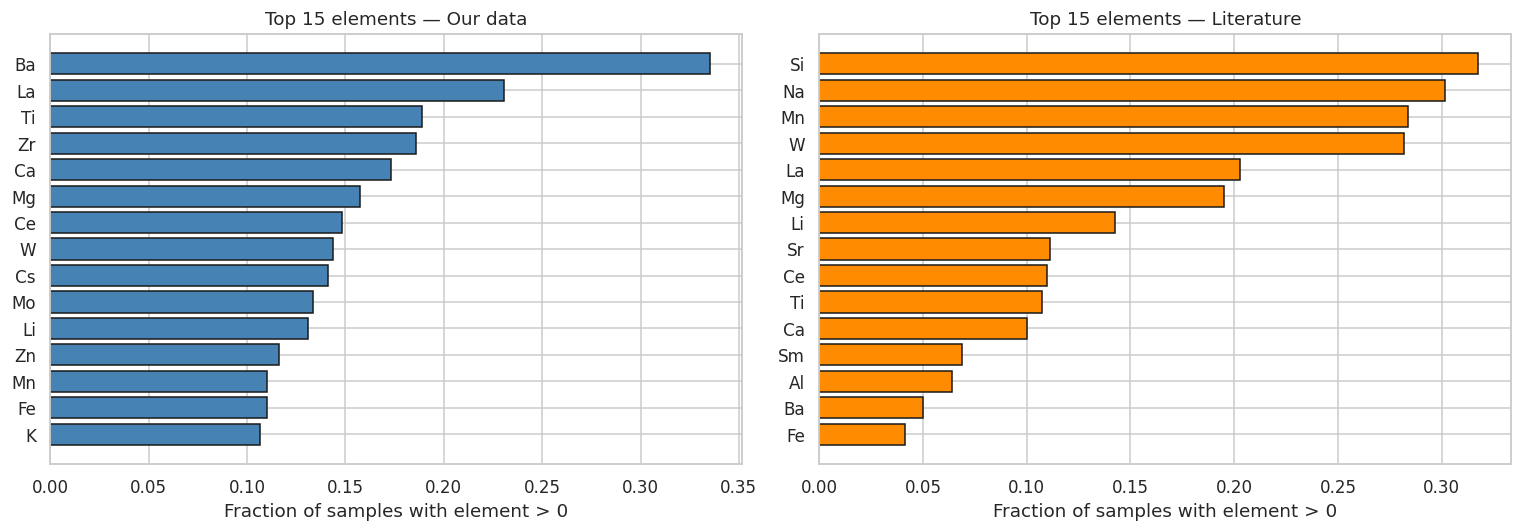 Top 15 elements — Our data
Ba
La
Ti
Zr
Ca
Mg
Ce
W
Cs
Mo
Li
Zn
Mn
Fe
K
0.00 0.05 0.10 0.15 0.20 0.25 0.30 0.35
Fraction of samples with element > 0
Top 15 elements — Literature
Si
Na
Mn
W
La
Mg
Li
Sr
Ce
Ti
Ca
Sm
Al
Ba
Fe
0.00 0.05 0.10 0.15 0.20 0.25 0.30
Fraction of samples with element > 0